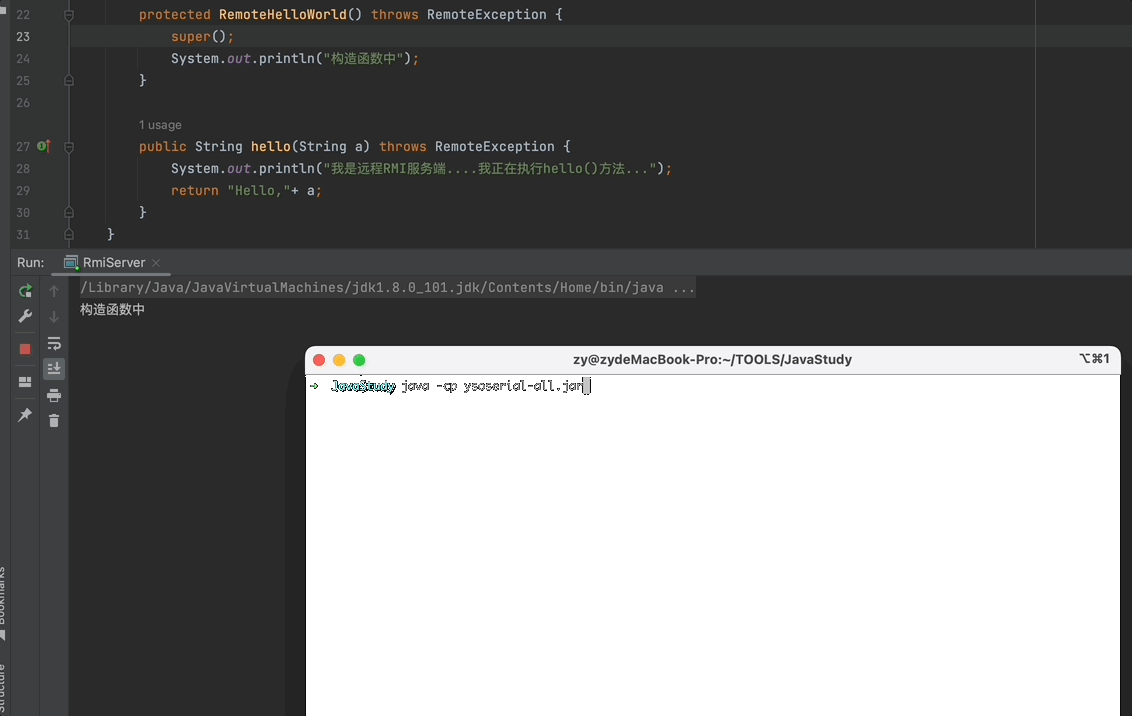 22 protected RemoteHelloWorld() throws RemoteException {
23 super();
24 System.out.println("构造函数中");
25 }
26
1 usage
27 public String hello(String a) throws RemoteException {
28 System.out.println("我是远程RMI服务端....我正在执行hello()方法...");
29 return "Hello,"+ a;
30 }
31 }
Run: RmiServer
/Library/Java/JavaVirtualMachines/jdk1.8.0_101.jdk/Contents/Home/bin/java ...
构造函数中
zy@zydeMacBook-Pro:~/TOOLS/JavaStudy ⌥⌘1
→ JavaStudy java -cp ysoserial-all.jar
Bookmarks
Structure